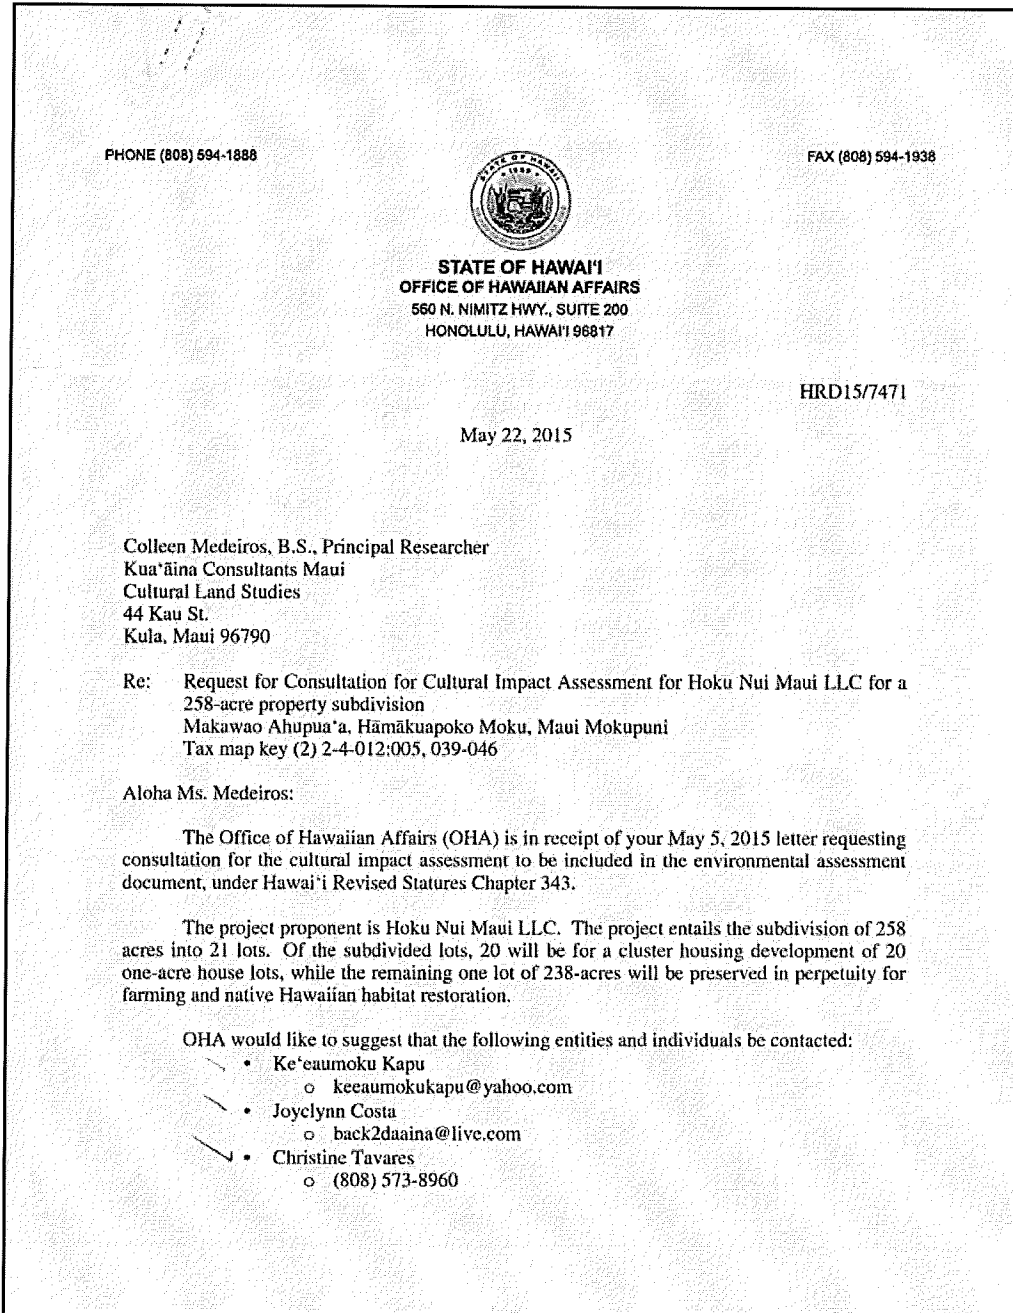 PHONE (808) 594-1888
FAX (808) 594-1938
STATE OF HAWAII
1959
STATE OF HAWAI‘I
OFFICE OF HAWAIIAN AFFAIRS
560 N. NIMITZ HWY., SUITE 200
HONOLULU, HAWAI‘I 96817
HRD15/7471
May 22, 2015
Colleen Medeiros, B.S., Principal Researcher
Kua‘āina Consultants Maui
Cultural Land Studies
44 Kau St.
Kula, Maui 96790
Re: Request for Consultation for Cultural Impact Assessment for Hoku Nui Maui LLC for a
258-acre property subdivision
Makawao Ahupua‘a, Hāmākuapoko Moku, Maui Mokupuni
Tax map key (2) 2-4-012:005, 039-046
Aloha Ms. Medeiros:
The Office of Hawaiian Affairs (OHA) is in receipt of your May 5, 2015 letter requesting
consultation for the cultural impact assessment to be included in the environmental assessment
document, under Hawai‘i Revised Statures Chapter 343.
The project proponent is Hoku Nui Maui LLC. The project entails the subdivision of 258
acres into 21 lots. Of the subdivided lots, 20 will be for a cluster housing development of 20
one-acre house lots, while the remaining one lot of 238-acres will be preserved in perpetuity for
farming and native Hawaiian habitat restoration.
OHA would like to suggest that the following entities and individuals be contacted:
• Ke‘eaumoku Kapu
o keeaumokukapu@yahoo.com
• Joyclynn Costa
o back2daaina@live.com
• Christine Tavares
o (808) 573-8960